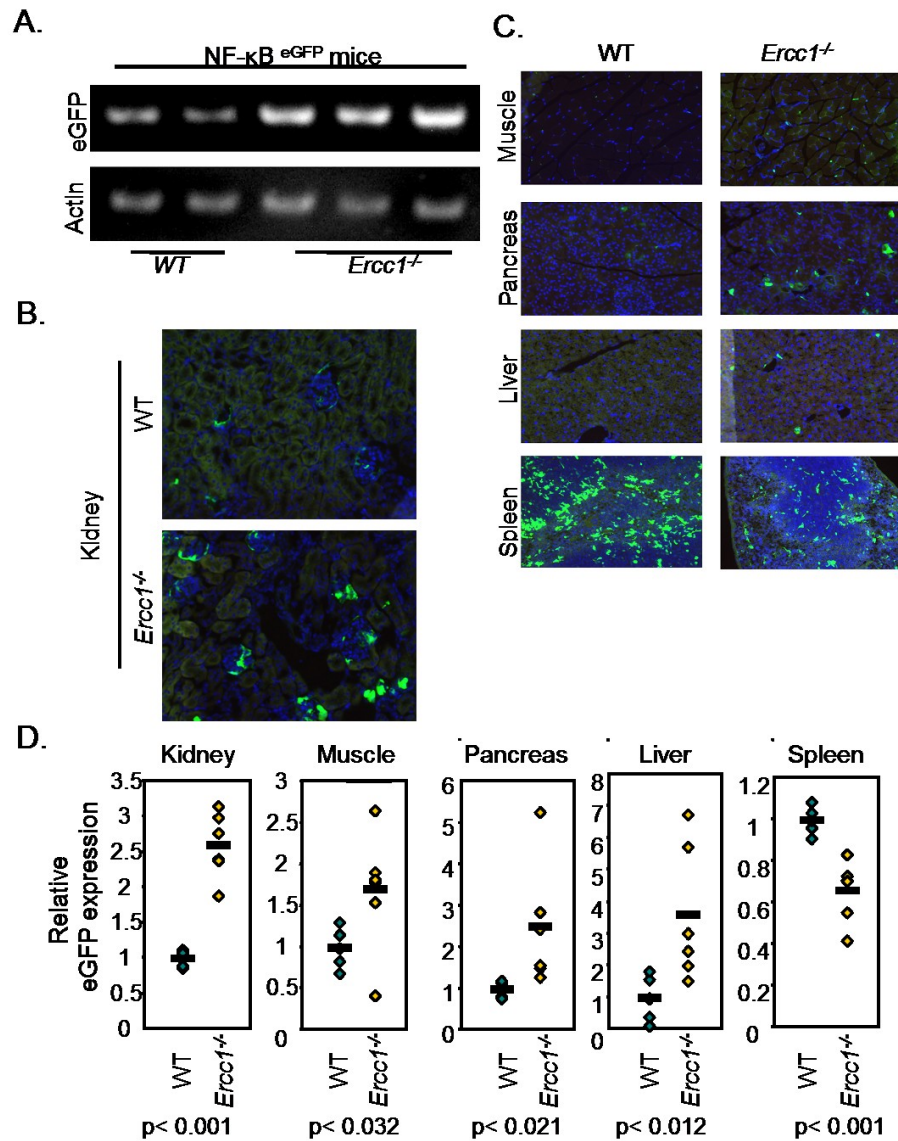 A.
NF-κB eGFP mice
eGFP
Actin
WT
Ercc1-/-
B.
Kidney
WT
Ercc1-/-
C.
WT
Ercc1-/-
Muscle
Pancreas
Liver
Spleen
D.
Relative
eGFP expression
Kidney
3.5
3
2.5
2
1.5
1
0.5
0
WT
Ercc1-/-
p< 0.001
Muscle
3
2.5
2
1.5
1
0.5
0
WT
Ercc1-/-
p< 0.032
Pancreas
6
5
4
3
2
1
0
WT
Ercc1-/-
p< 0.021
Liver
8
7
6
5
4
3
2
1
0
WT
Ercc1-/-
p< 0.012
Spleen
1.2
1
0.8
0.6
0.4
0.2
0
WT
Ercc1-/-
p< 0.001